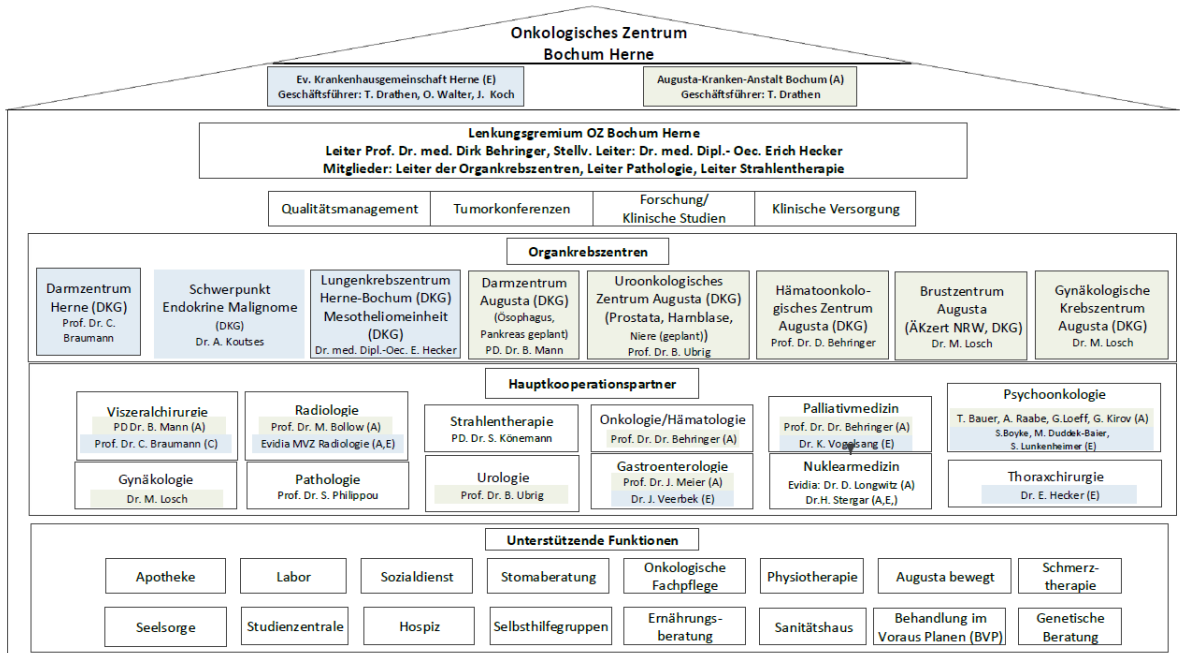 Onkologisches Zentrum
Bochum Herne
Ev. Krankenhausgemeinschaft Herne (E)
Geschäftsführer: T. Drathen, O. Walter, J. Koch
Augusta-Kranken-Anstalt Bochum (A)
Geschäftsführer: T. Drathen
Lenkungsgremium OZ Bochum Herne
Leiter Prof. Dr. med. Dirk Behringer, Stellv. Leiter: Dr. med. Dipl.- Oec. Erich Hecker
Mitglieder: Leiter der Organkrebszentren, Leiter Pathologie, Leiter Strahlentherapie
Qualitätsmanagement
Tumorkonferenzen
Forschung/
Klinische Studien
Klinische Versorgung
Organkrebszentren
Darmzentrum
Herne (DKG)
Prof. Dr. C.
Braumann
Schwerpunkt
Endokrine Malignome
(DKG)
Dr. A. Koutses
Lungenkrebszentrum
Herne-Bochum (DKG)
Mesotheliomeinheit
(DKG)
Dr. med. Dipl.-Oec. E. Hecker
Darmzentrum
Augusta (DKG)
(Ösophagus,
Pankreas geplant)
PD. Dr. B. Mann
Uroonkologisches
Zentrum Augusta (DKG)
(Prostata, Harnblase,
Niere (geplant))
Prof. Dr. B. Ubrig
Hämatoonkolo-
gisches Zentrum
Augusta (DKG)
Prof. Dr. D. Behringer
Brustzentrum
Augusta
(ÄKzert NRW, DKG)
Dr. M. Losch
Gynäkologische
Krebszentrum
Augusta (DKG)
Dr. M. Losch
Hauptkooperationspartner
Viszeralchirurgie
PD Dr. B. Mann (A)
Prof. Dr. C. Braumann (C)
Radiologie
Prof. Dr. M. Bollow (A)
Evidia MVZ Radiologie (A,E)
Strahlentherapie
PD. Dr. S. Könemann
Onkologie/Hämatologie
Prof. Dr. Dr. Behringer (A)
Palliativmedizin
Prof. Dr. Dr. Behringer (A)
Dr. K. Vogelsang (E)
Psychoonkologie
T. Bauer, A. Raabe, G.Loeff, G. Kirov (A)
S.Boyke, M. Duddek-Baier,
S. Lunkenheimer (E)
Gynäkologie
Dr. M. Losch
Pathologie
Prof. Dr. S. Philippou
Urologie
Prof. Dr. B. Ubrig
Gastroenterologie
Prof. Dr. J. Meier (A)
Dr. J. Veerbek (E)
Nuklearmedizin
Evidia: Dr. D. Longwitz (A)
Dr.H. Stergar (A,E,)
Thoraxchirurgie
Dr. E. Hecker (E)
Unterstützende Funktionen
Apotheke
Labor
Sozialdienst
Stomaberatung
Onkologische
Fachpflege
Physiotherapie
Augusta bewegt
Schmerz-
therapie
Seelsorge
Studienzentrale
Hospiz
Selbsthilfegruppen
Ernährungs-
beratung
Sanitätshaus
Behandlung im
Voraus Planen (BVP)
Genetische
Beratung